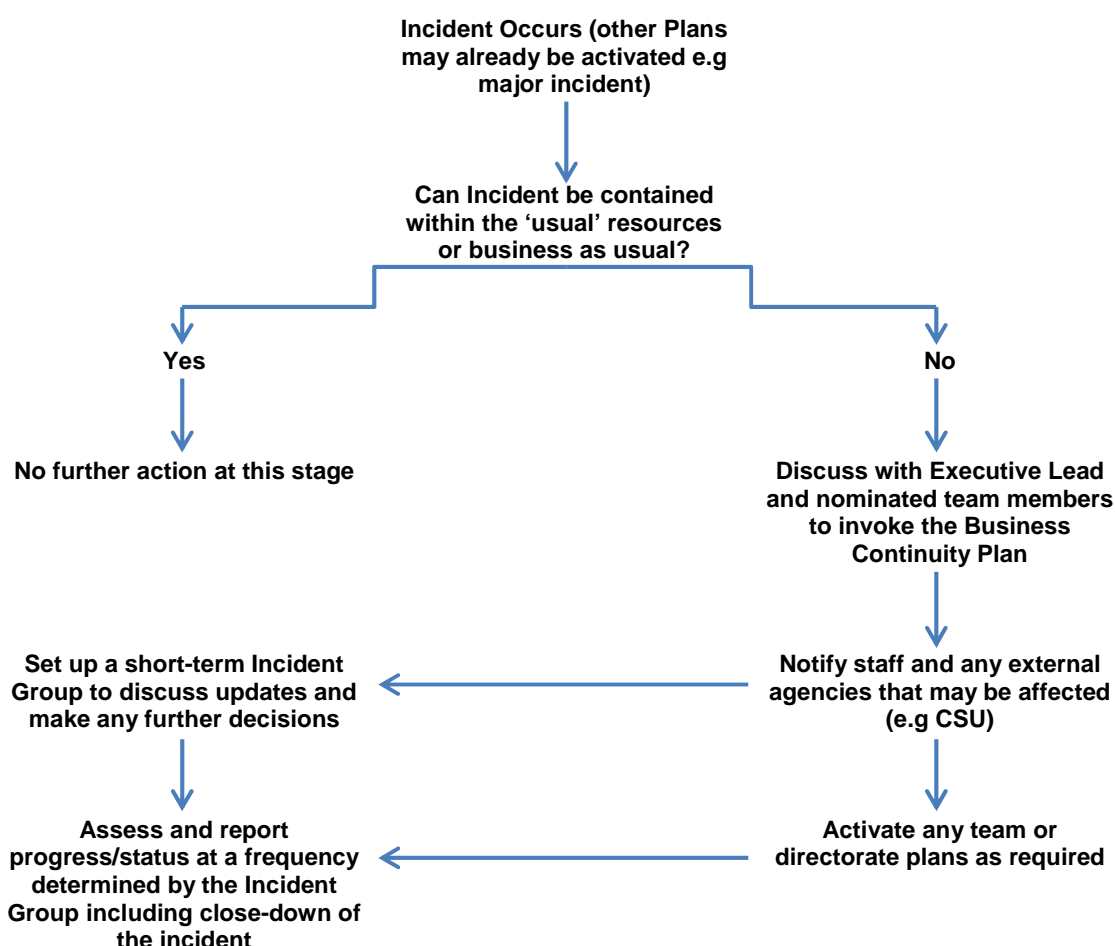 Incident Occurs (other Plans
may already be activated e.g
major incident)
Can Incident be contained
within the ‘usual’ resources
or business as usual?
Yes
No
No further action at this stage
Discuss with Executive Lead
and nominated team members
to invoke the Business
Continuity Plan
Set up a short-term Incident
Group to discuss updates and
make any further decisions
Notify staff and any external
agencies that may be affected
(e.g CSU)
Assess and report
progress/status at a frequency
determined by the Incident
Group including close-down of
the incident
Activate any team or
directorate plans as required